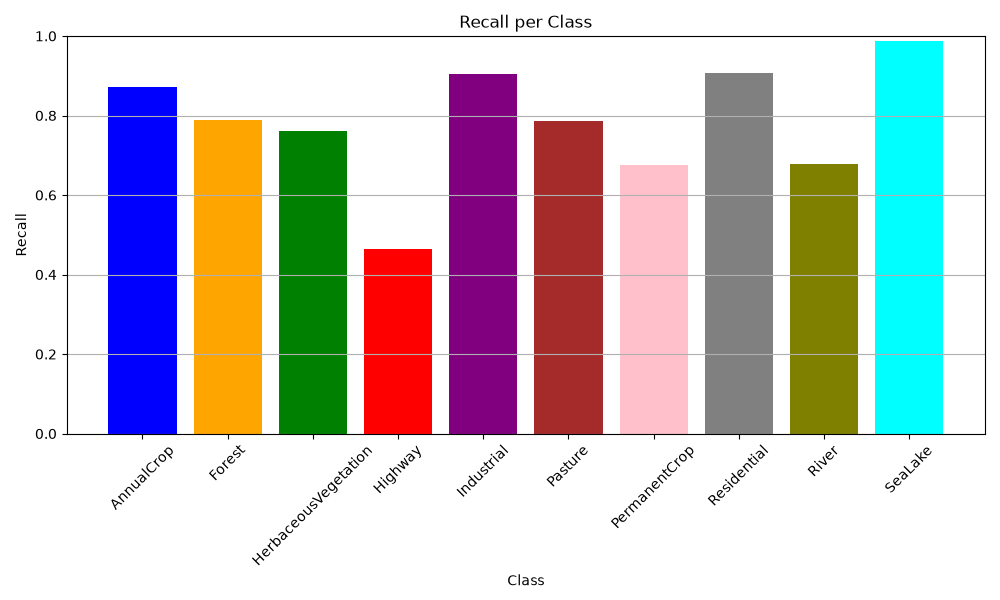 Recall per Class
Recall
1.0
0.8
0.6
0.4
0.2
0.0
AnnualCrop
Forest
HerbaceousVegetation
Highway
Industrial
Pasture
PermanentCrop
Residential
River
SeaLake
Class